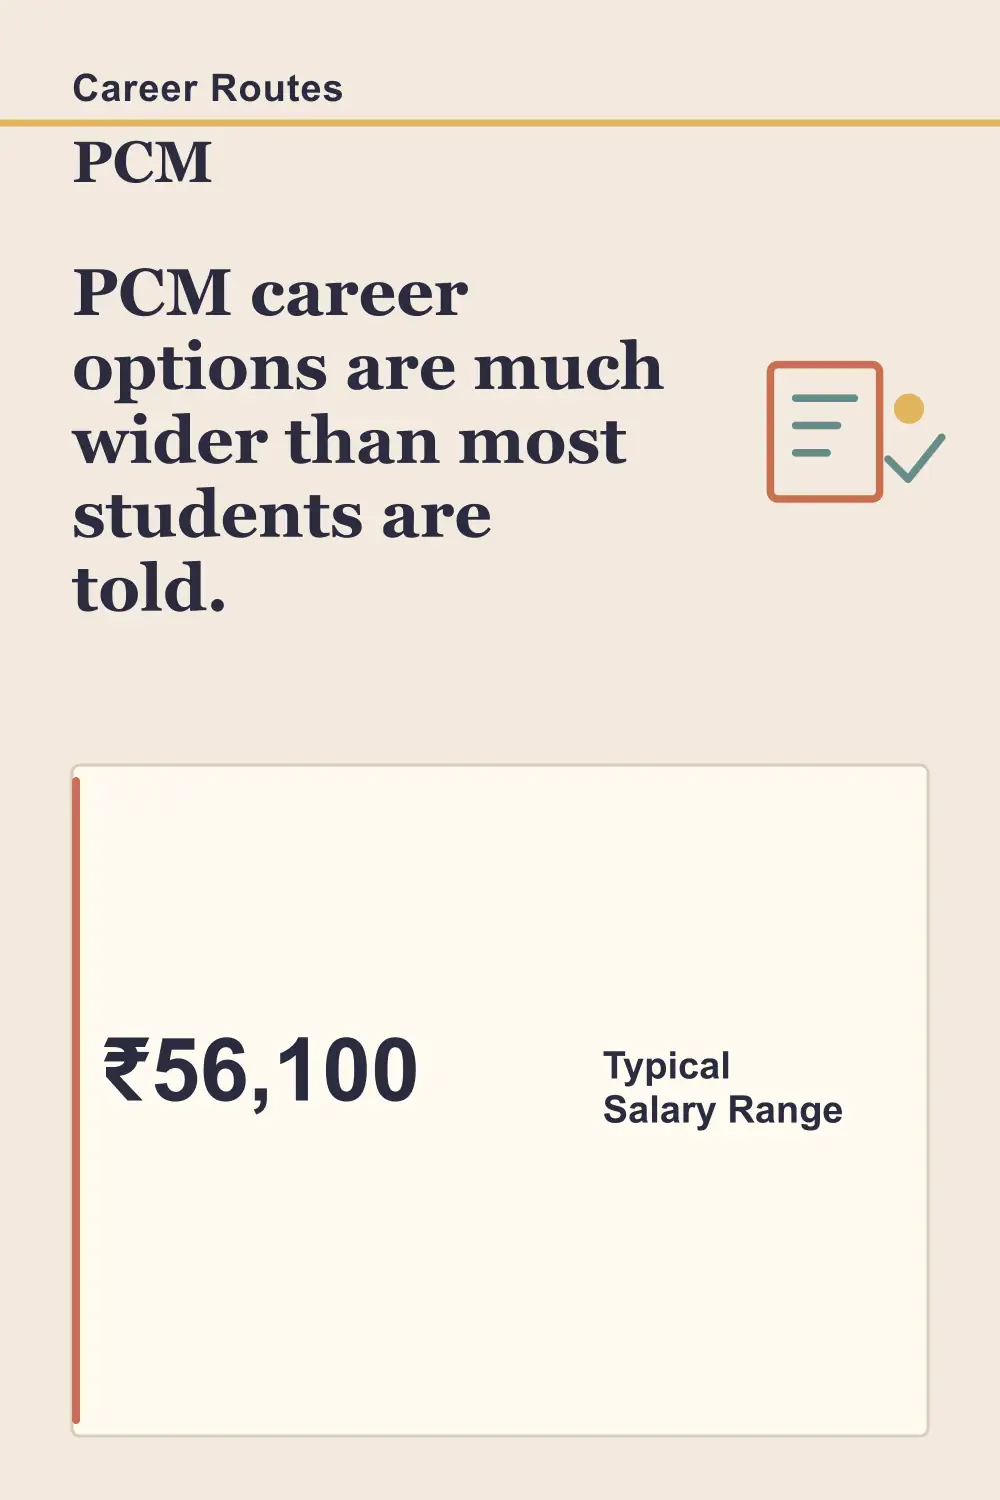 Career Routes
PCM
PCM career
options are much
wider than most
students are
told.
₹56,100
Typical
Salary Range